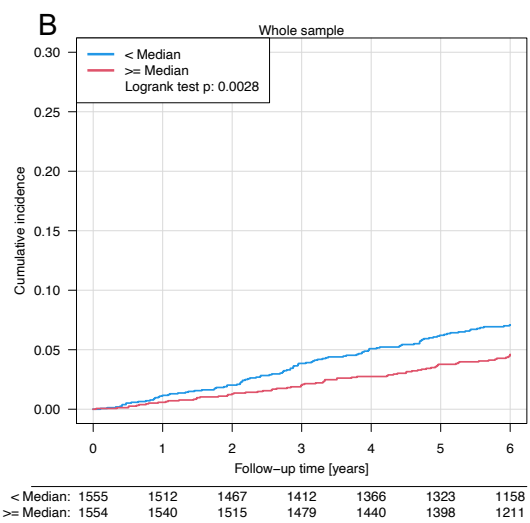 B
Whole sample
< Median
>= Median
Logrank test p: 0.0028
Cumulative incidence
0.30
0.25
0.20
0.15
0.10
0.05
0.00
0 1 2 3 4 5 6
Follow−up time [years]
< Median: 1555 1512 1467 1412 1366 1323 1158
>= Median: 1554 1540 1515 1479 1440 1398 1211